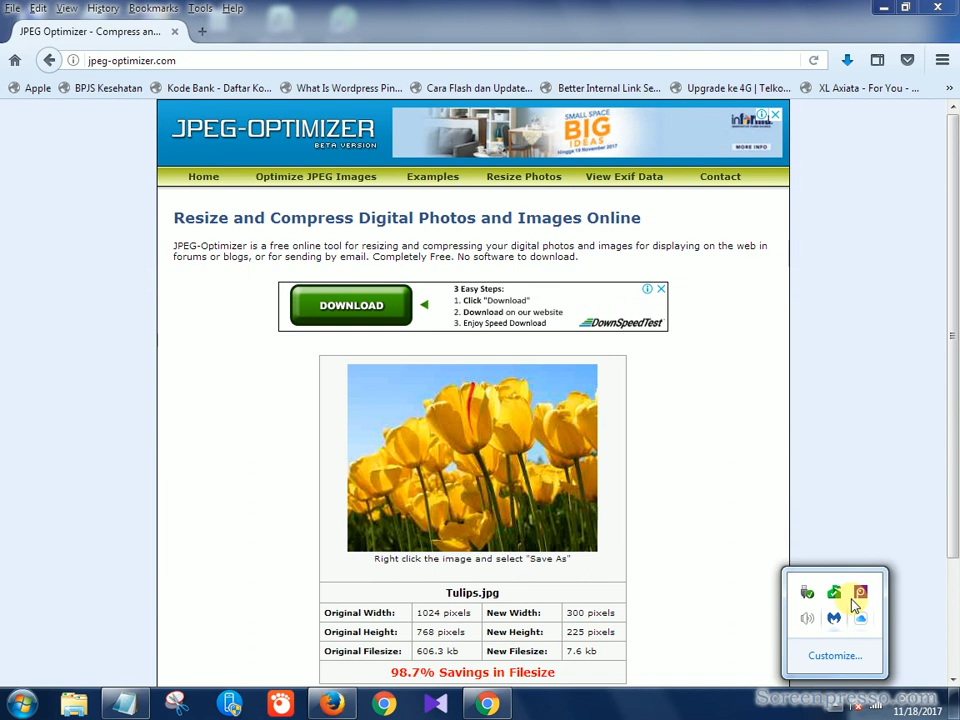 File Edit View History Bookmarks Tools Help
JPEG Optimizer - Compress an...
jpeg-optimizer.com
Apple BPJS Kesehatan Kode Bank - Daftar Ko... What Is Wordpress Pin... Cara Flash dan Update... Better Internal Link Se... Upgrade ke 4G | Telko... XL Axiata - For You - ...
JPEG-OPTIMIZER
BETA VERSION
SMALL SPACE
BIG
IDEAS
Hingga 16 November 2017
informa
MORE INFO
Home Optimize JPEG Images Examples Resize Photos View Exif Data Contact
Resize and Compress Digital Photos and Images Online
JPEG-Optimizer is a free online tool for resizing and compressing your digital photos and images for displaying on the web in
forums or blogs, or for sending by email. Completely Free. No software to download.
DOWNLOAD
3 Easy Steps:
1. Click "Download"
2. Download on our website
3. Enjoy Speed Download
DownSpeedTest
Right click the image and select "Save As"
Tulips.jpg
Original Width: 1024 pixels New Width: 300 pixels
Original Height: 768 pixels New Height: 225 pixels
Original Filesize: 606.3 kb New Filesize: 7.6 kb
98.7% Savings in Filesize
Customize...
Screenpresso.com
11/18/2017